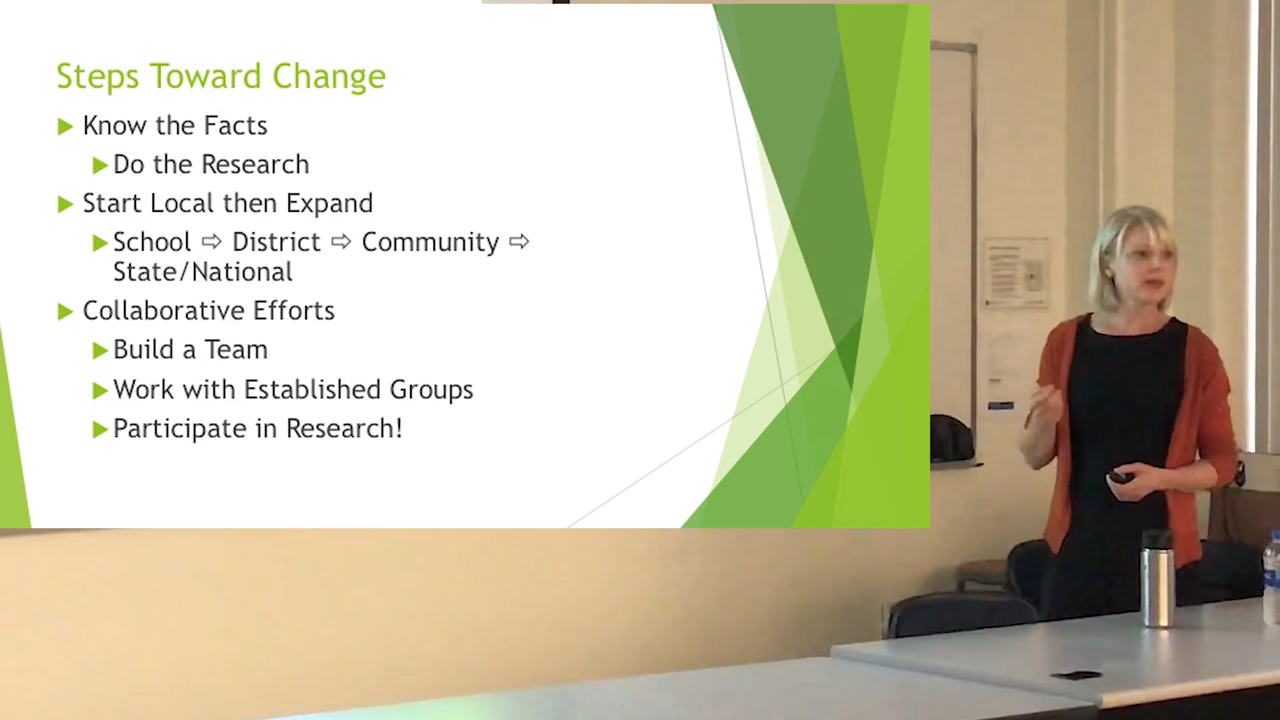 Steps Toward Change
Know the Facts
Do the Research
Start Local then Expand
School ⇨ District ⇨ Community ⇨
State/National
Collaborative Efforts
Build a Team
Work with Established Groups
Participate in Research!